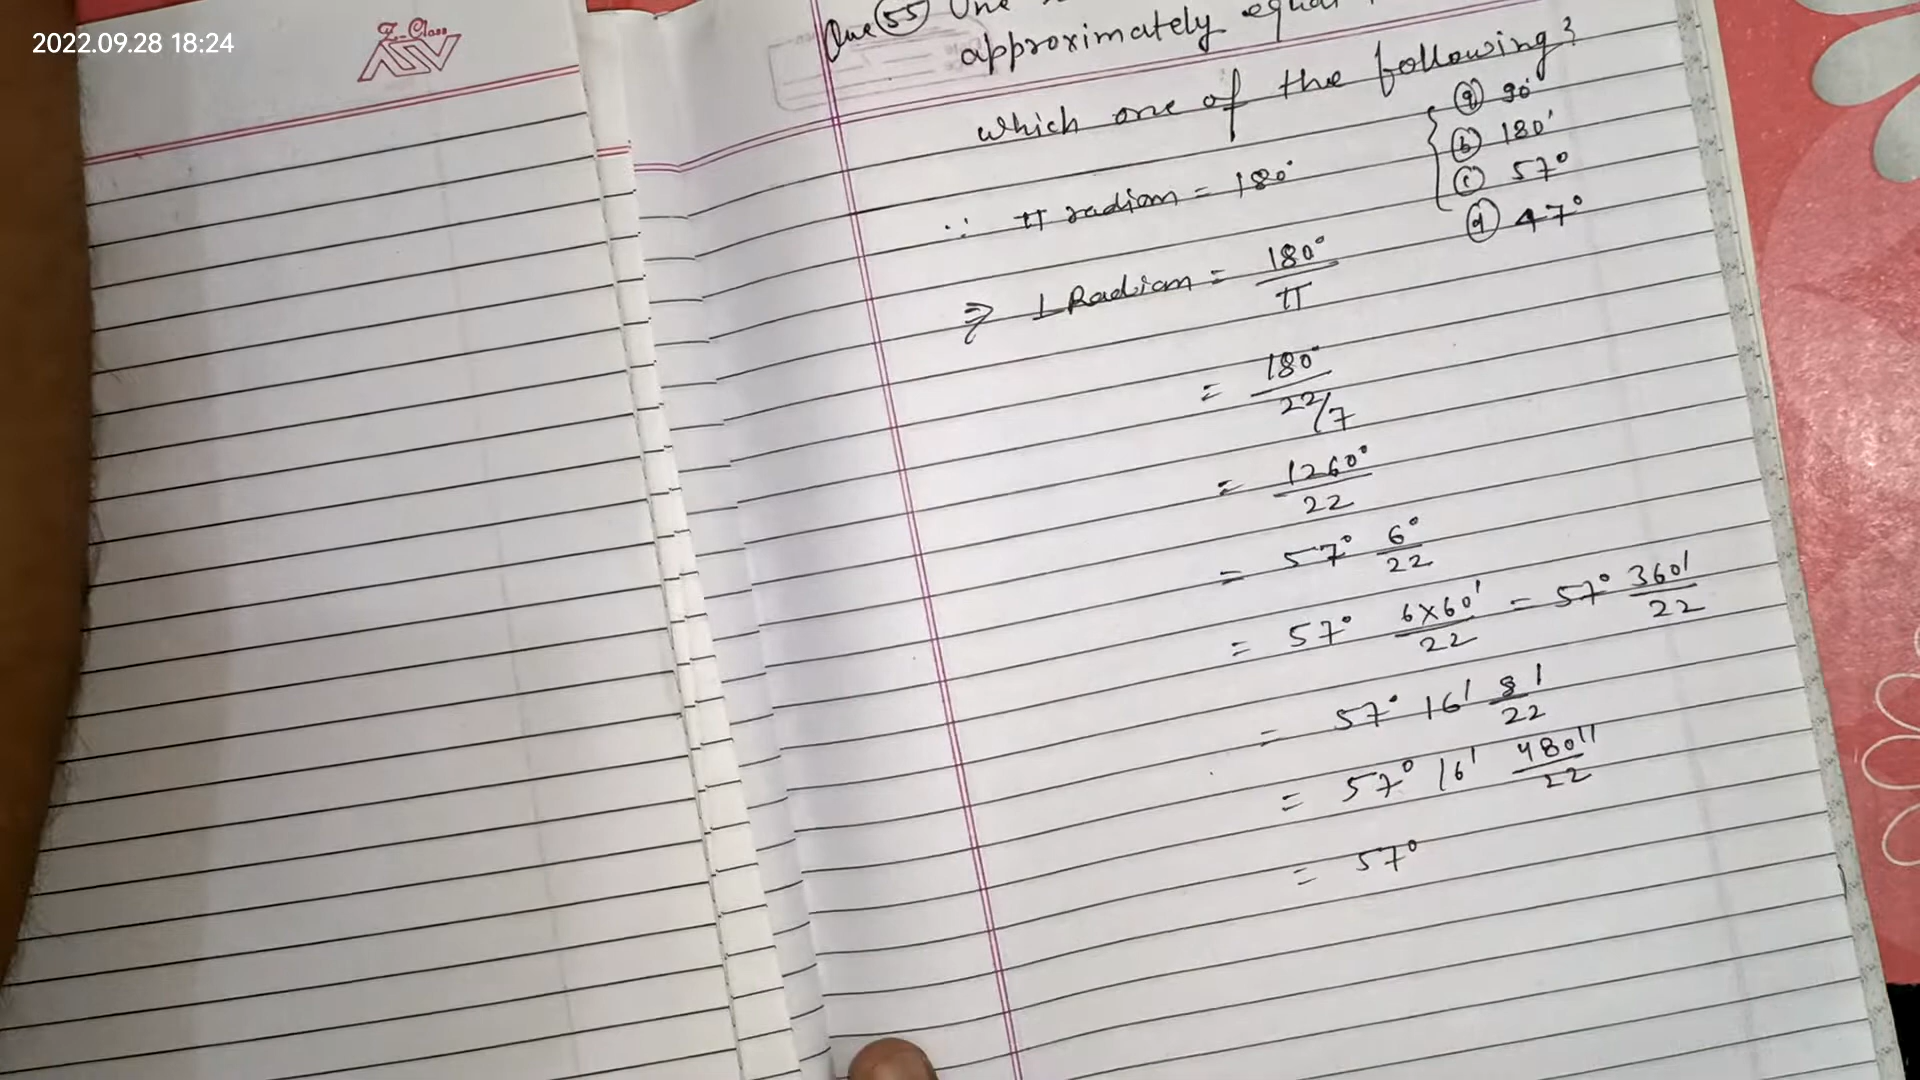 2022.09.28 18:24
Z-Class
Que 55 One
approximately equal
which one of the following?
(a) 90°
(b) 180°
(c) 57°
(d) 47°
∵ π radian = 180°
⇒ 1 Radian = 180°/π
= 180°/22/7
= 1260°/22
= 57° 6°/22
= 57° 6×60'/22 = 57° 360'/22
= 57° 16' 8'/22
= 57° 16' 480''/22
= 57°